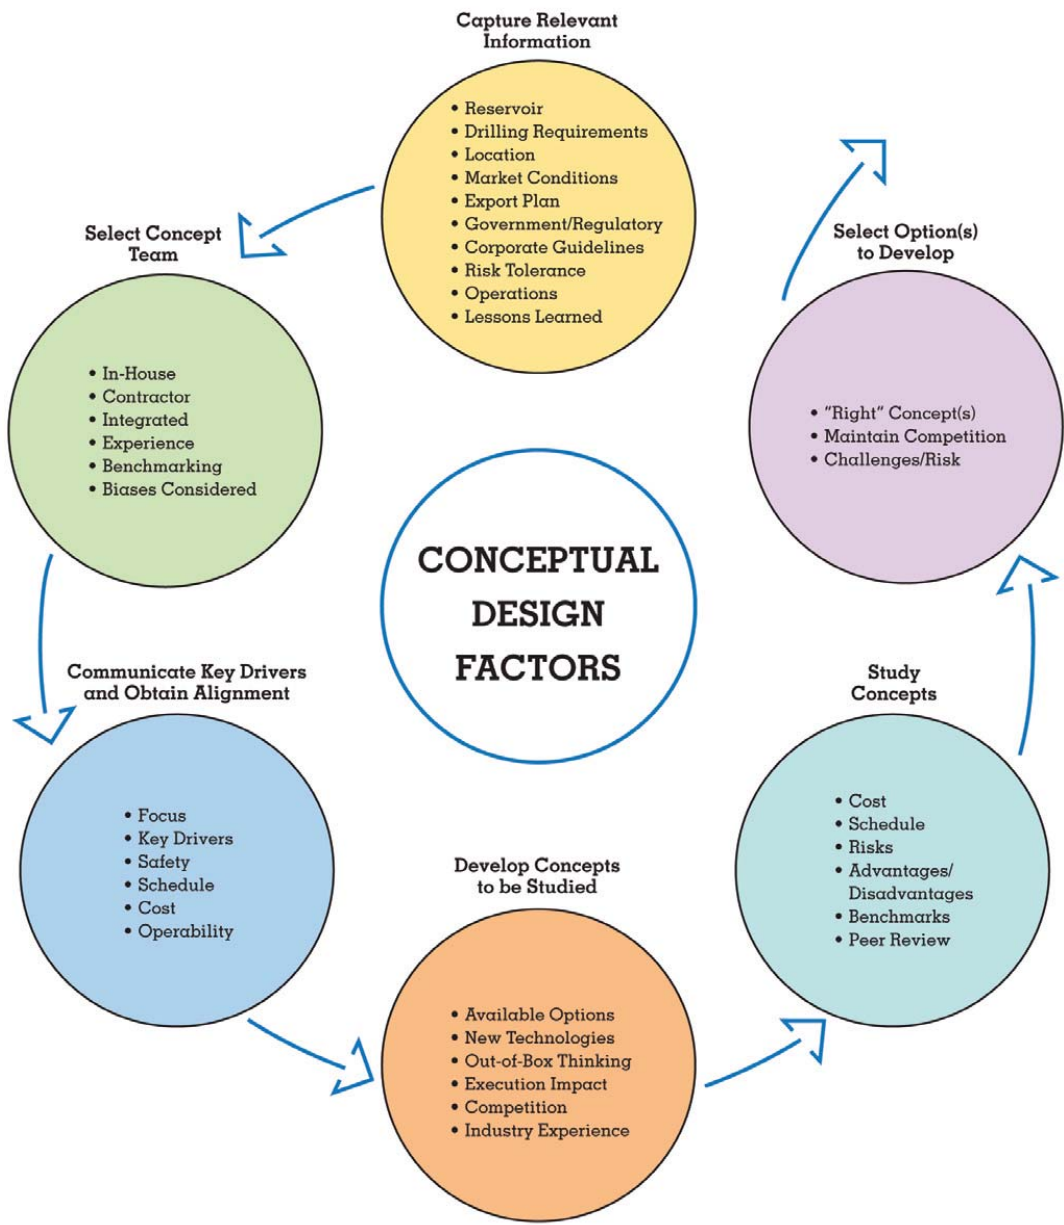 Capture Relevant
Information
• Reservoir
• Drilling Requirements
• Location
• Market Conditions
• Export Plan
• Government/Regulatory
• Corporate Guidelines
• Risk Tolerance
• Operations
• Lessons Learned
Select Concept
Team
• In-House
• Contractor
• Integrated
• Experience
• Benchmarking
• Biases Considered
Communicate Key Drivers
and Obtain Alignment
• Focus
• Key Drivers
• Safety
• Schedule
• Cost
• Operability
Develop Concepts
to be Studied
• Available Options
• New Technologies
• Out-of-Box Thinking
• Execution Impact
• Competition
• Industry Experience
Study
Concepts
• Cost
• Schedule
• Risks
• Advantages/
Disadvantages
• Benchmarks
• Peer Review
Select Option(s)
to Develop
• "Right" Concept(s)
• Maintain Competition
• Challenges/Risk
CONCEPTUAL
DESIGN
FACTORS